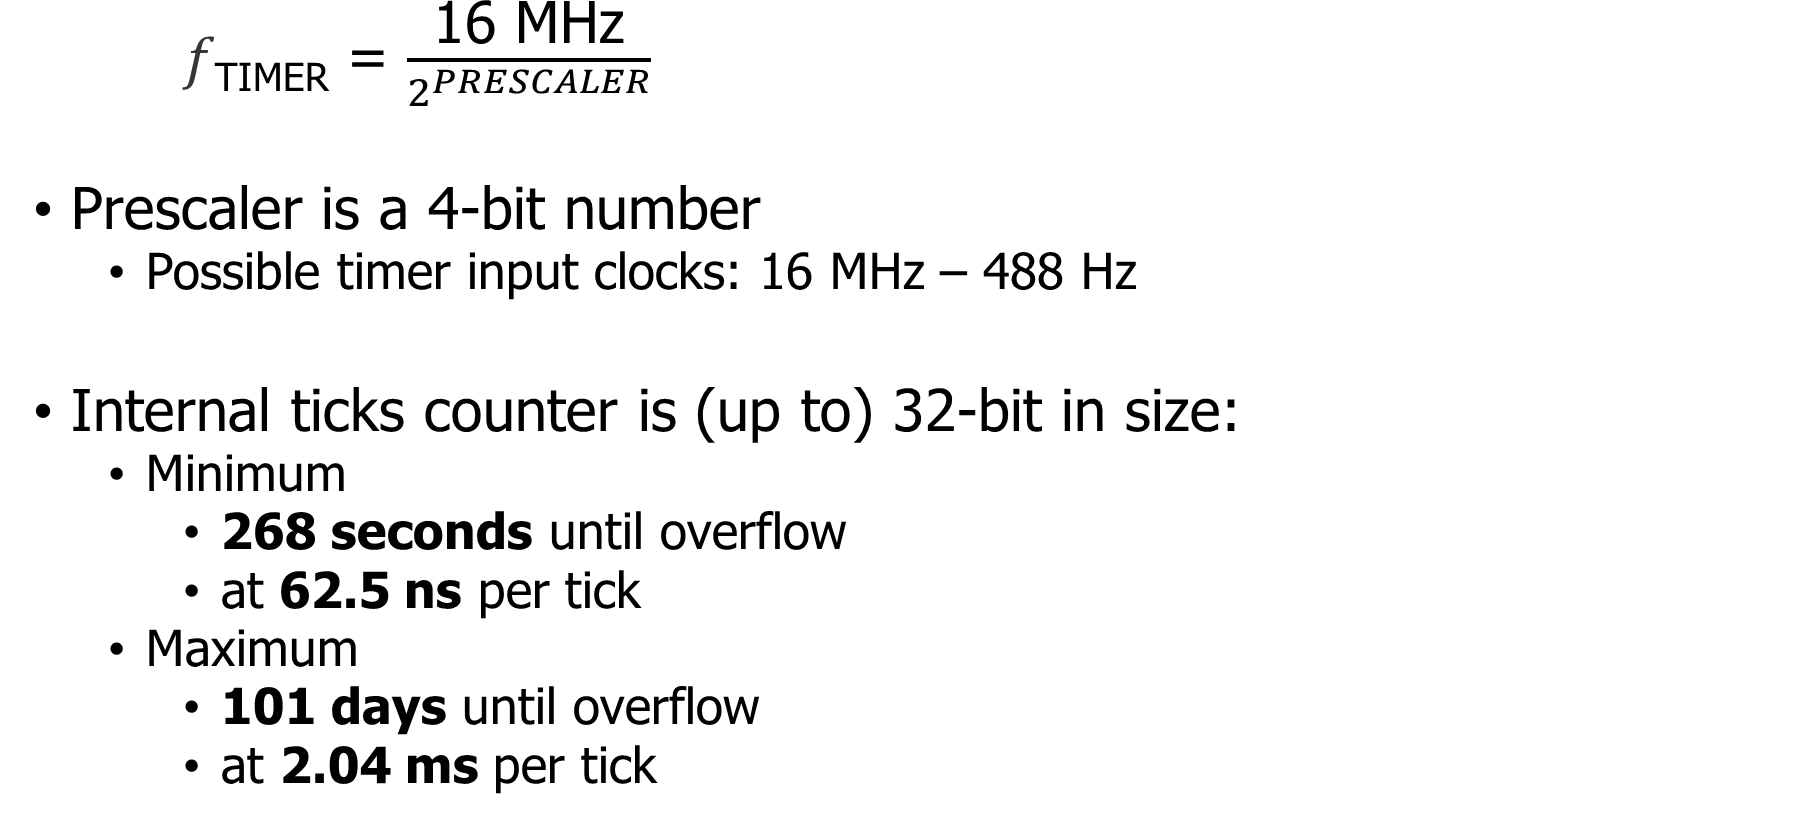 f TIMER = 16 MHz / 2^PRESCALER
• Prescaler is a 4-bit number
• Possible timer input clocks: 16 MHz – 488 Hz
• Internal ticks counter is (up to) 32-bit in size:
• Minimum
• 268 seconds until overflow
• at 62.5 ns per tick
• Maximum
• 101 days until overflow
• at 2.04 ms per tick